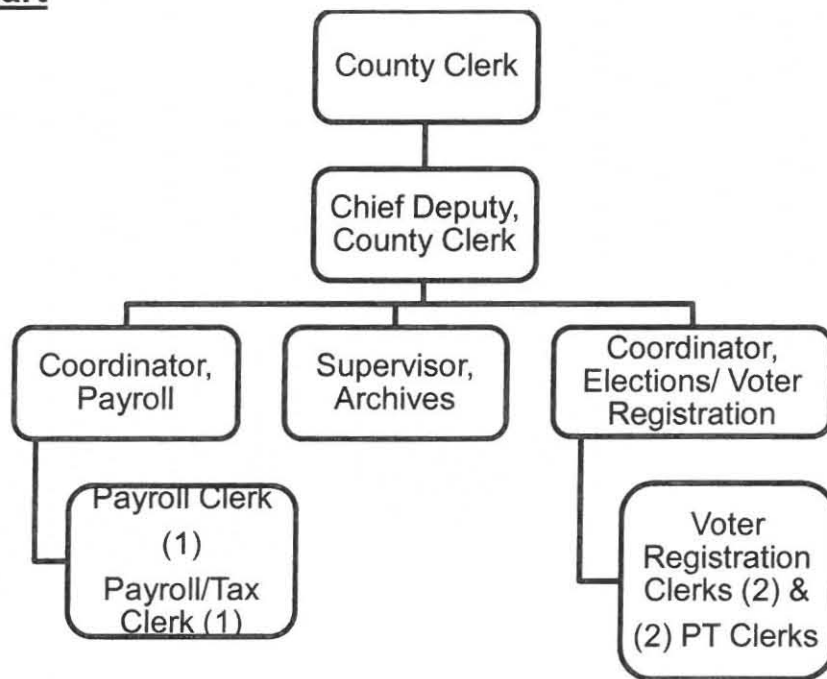 County Clerk
Chief Deputy,
County Clerk
Coordinator,
Payroll
Supervisor,
Archives
Coordinator,
Elections/ Voter
Registration
Payroll Clerk
(1)
Payroll/Tax
Clerk (1)
Voter
Registration
Clerks (2) &
(2) PT Clerks